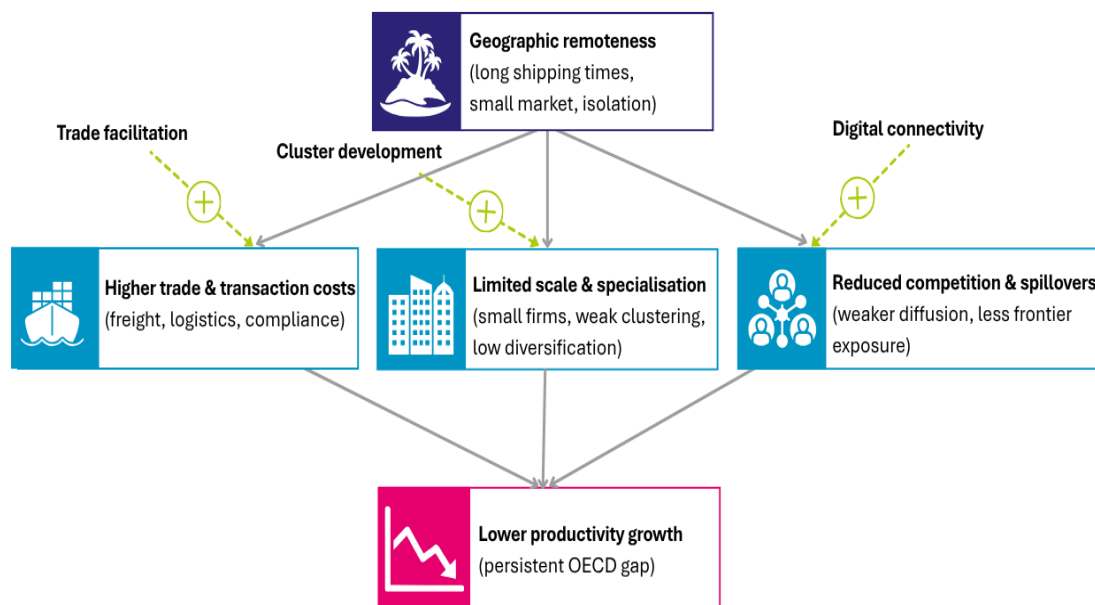 Geographic remoteness
(long shipping times,
small market, isolation)
Trade facilitation
Cluster development
Digital connectivity
Higher trade & transaction costs
(freight, logistics, compliance)
Limited scale & specialisation
(small firms, weak clustering,
low diversification)
Reduced competition & spillovers
(weaker diffusion, less frontier
exposure)
Lower productivity growth
(persistent OECD gap)